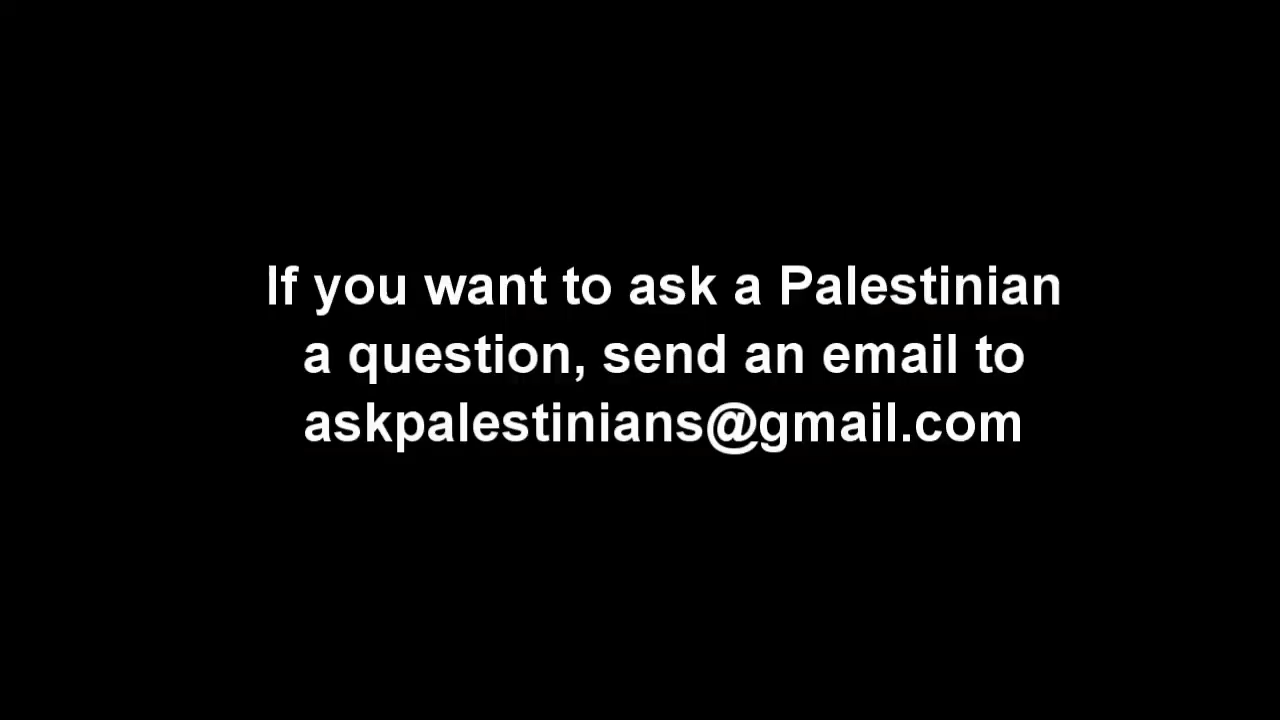 If you want to ask a Palestinian
a question, send an email to
askpalestinians@gmail.com